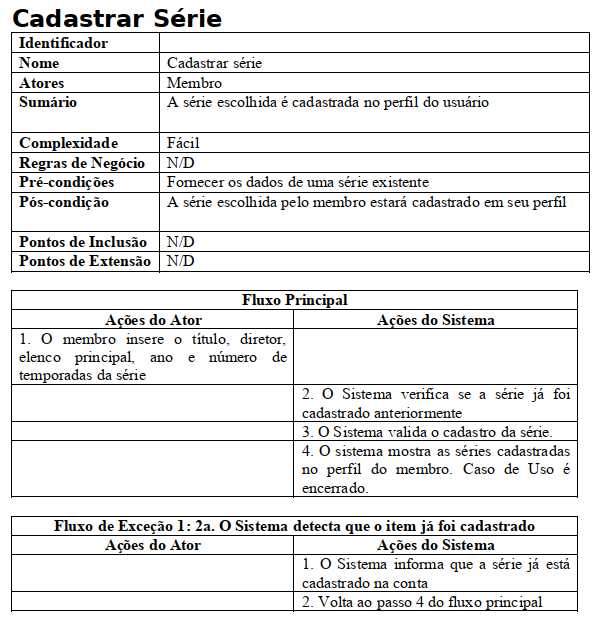 Cadastrar Série
Identificador
Nome Cadastrar série
Atores Membro
Sumário A série escolhida é cadastrada no perfil do usuário
Complexidade Fácil
Regras de Negócio N/D
Pré-condições Fornecer os dados de uma série existente
Pós-condição A série escolhida pelo membro estará cadastrado em seu perfil
Pontos de Inclusão N/D
Pontos de Extensão N/D
Fluxo Principal
Ações do Ator Ações do Sistema
1. O membro insere o título, diretor,
elenco principal, ano e número de
temporadas da série
2. O Sistema verifica se a série já foi
cadastrado anteriormente
3. O Sistema valida o cadastro da série.
4. O sistema mostra as séries cadastradas
no perfil do membro. Caso de Uso é
encerrado.
Fluxo de Exceção 1: 2a. O Sistema detecta que o item já foi cadastrado
Ações do Ator Ações do Sistema
1. O Sistema informa que a série já está
cadastrado na conta
2. Volta ao passo 4 do fluxo principal